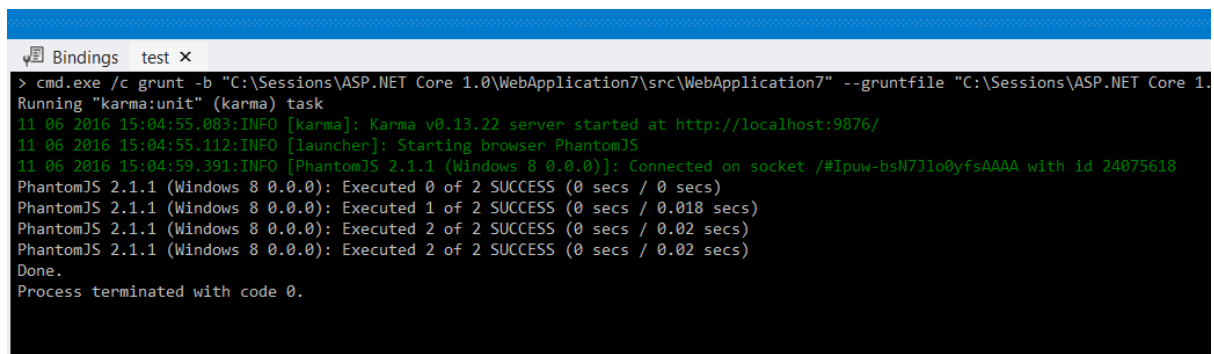 Bindings test ×
> cmd.exe /c grunt -b "C:\Sessions\ASP.NET Core 1.0\WebApplication7\src\WebApplication7" --gruntfile "C:\Sessions\ASP.NET Core 1.
Running "karma:unit" (karma) task
11 06 2016 15:04:55.083:INFO [karma]: Karma v0.13.22 server started at http://localhost:9876/
11 06 2016 15:04:55.112:INFO [launcher]: Starting browser PhantomJS
11 06 2016 15:04:59.391:INFO [PhantomJS 2.1.1 (Windows 8 0.0.0)]: Connected on socket /#Ipuw-bsN7Jlo0yfsAAAA with id 24075618
PhantomJS 2.1.1 (Windows 8 0.0.0): Executed 0 of 2 SUCCESS (0 secs / 0 secs)
PhantomJS 2.1.1 (Windows 8 0.0.0): Executed 1 of 2 SUCCESS (0 secs / 0.018 secs)
PhantomJS 2.1.1 (Windows 8 0.0.0): Executed 2 of 2 SUCCESS (0 secs / 0.02 secs)
PhantomJS 2.1.1 (Windows 8 0.0.0): Executed 2 of 2 SUCCESS (0 secs / 0.02 secs)
Done.
Process terminated with code 0.